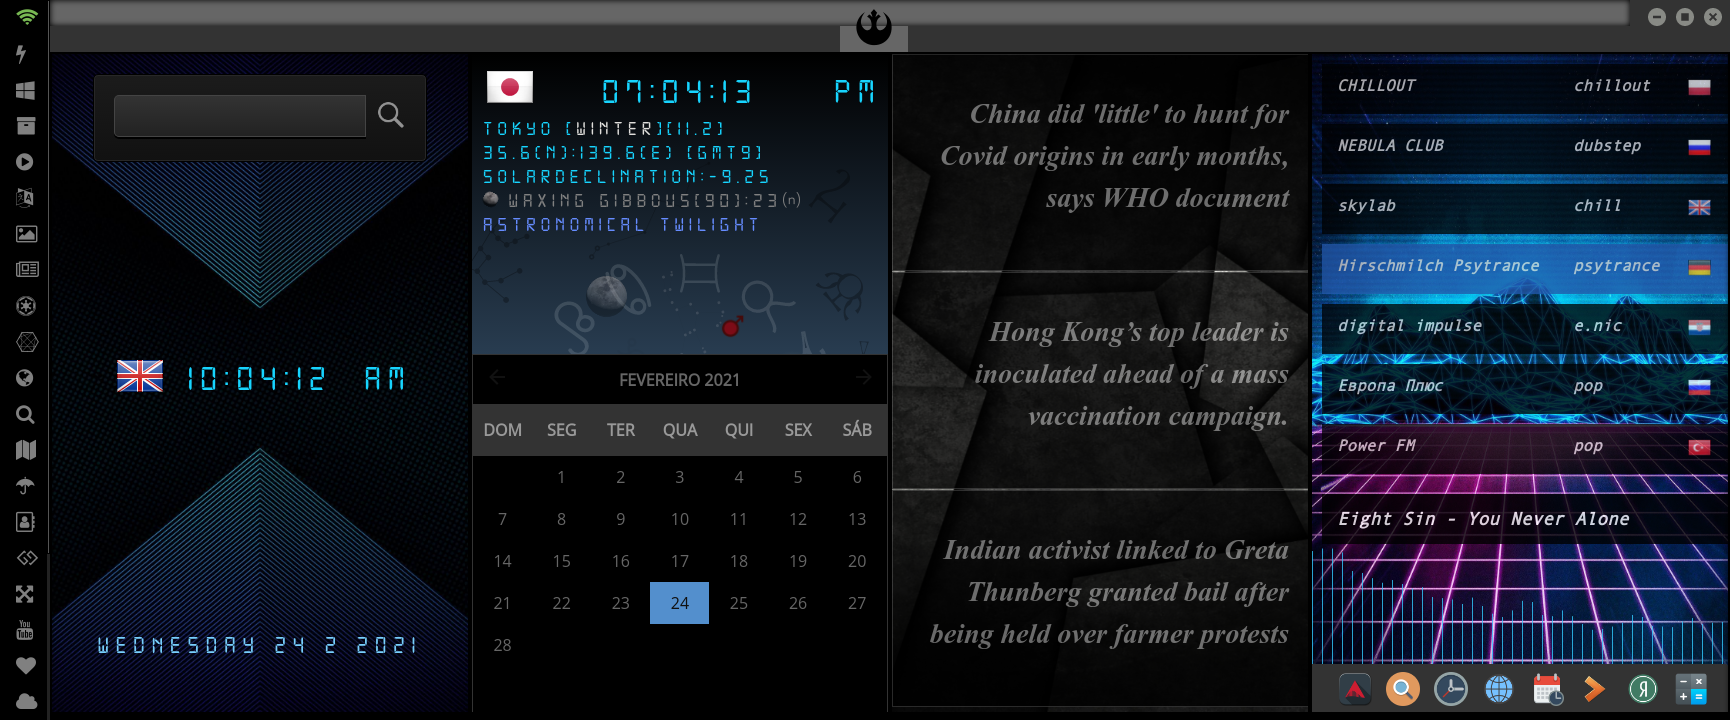 10:04:12 AM
WEDNESDAY 24 2 2021
07:04:13 PM
TOKYO [WINTER][11.2]
35.6(N):139.6(E) [GMT9]
SOLARDECLINATION:-9.25
WAXING GIBBOUS[90]:23(n)
ASTRONOMICAL TWILIGHT
FEVEREIRO 2021
DOM SEG TER QUA QUI SEX SÁB
1 2 3 4 5 6
7 8 9 10 11 12 13
14 15 16 17 18 19 20
21 22 23 24 25 26 27
28
China did 'little' to hunt for
Covid origins in early months,
says WHO document
Hong Kong’s top leader is
inoculated ahead of a mass
vaccination campaign.
Indian activist linked to Greta
Thunberg granted bail after
being held over farmer protests
CHILLOUT chillout
NEBULA CLUB dubstep
skylab chill
Hirschmilch Psytrance psytrance
digital impulse e.nic
Европа Плюс pop
Power FM pop
Eight Sin - You Never Alone
You
Tube
Я